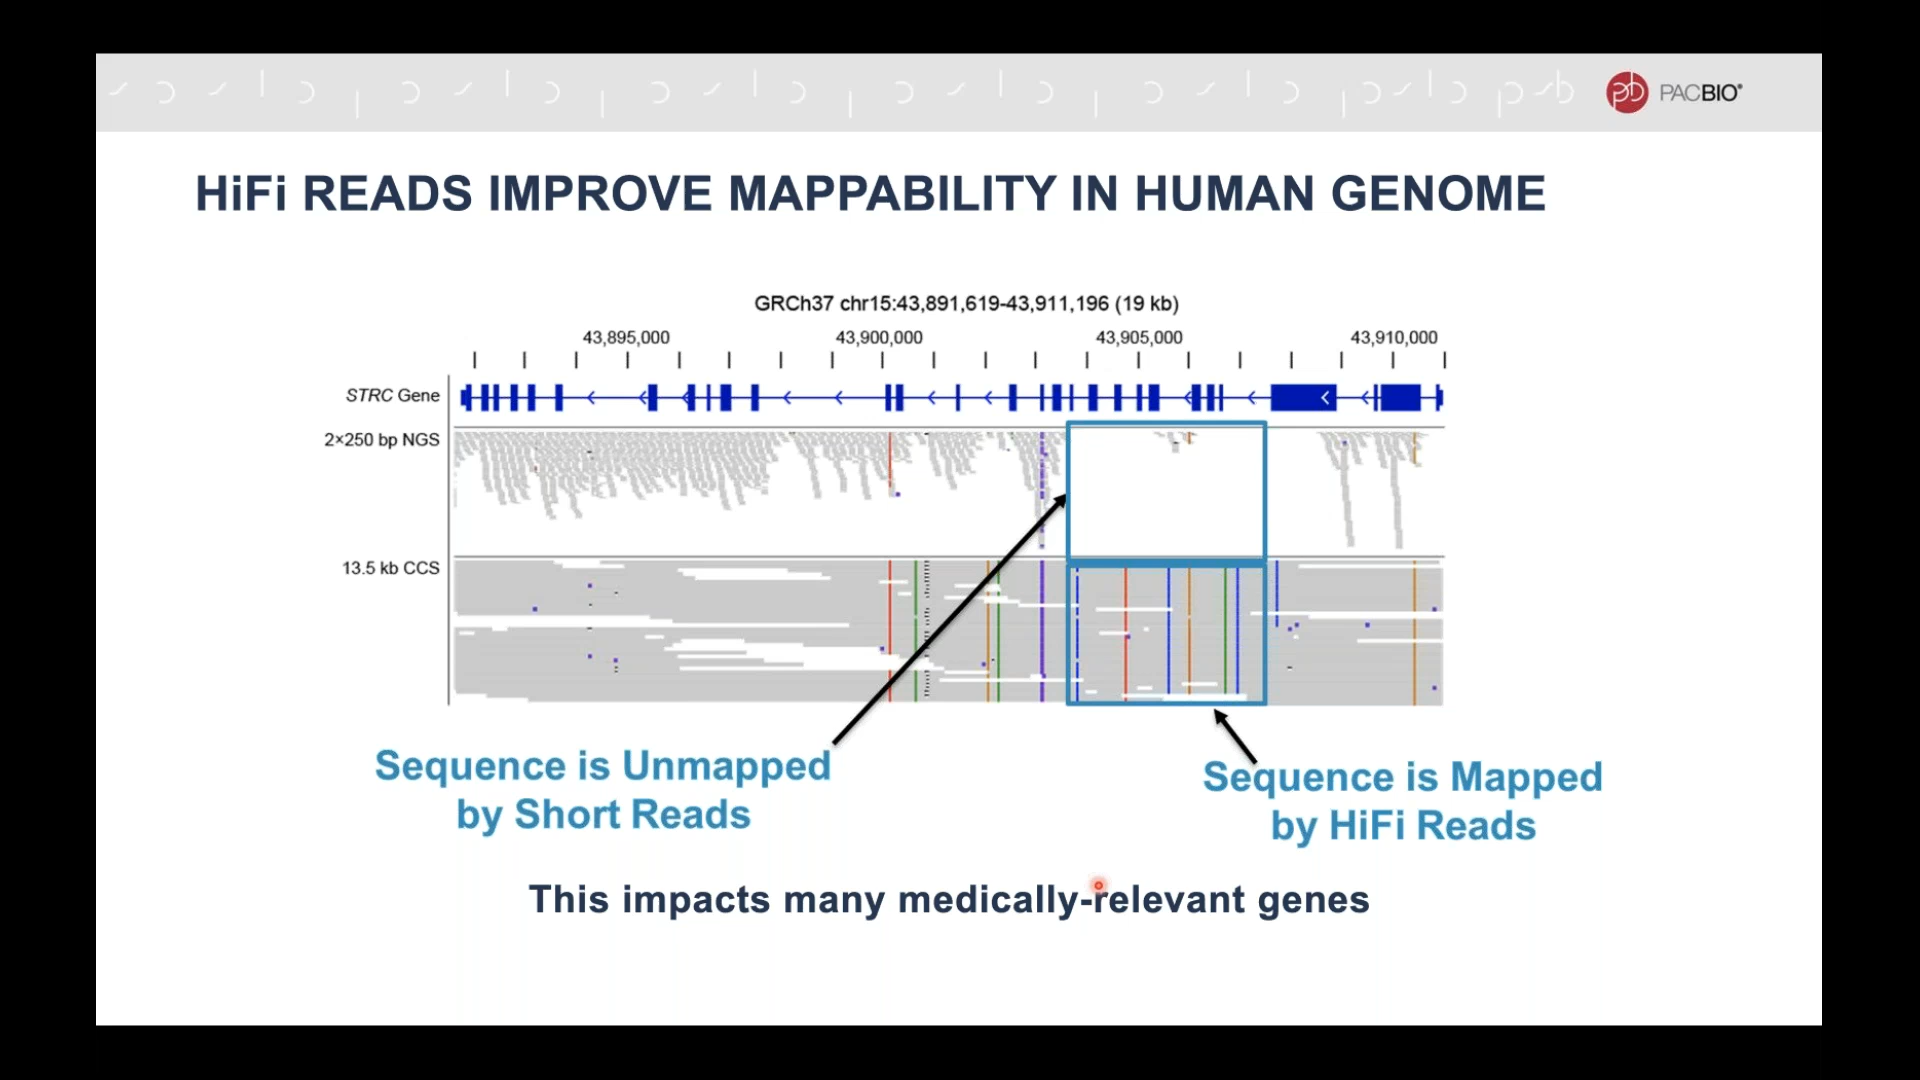 PACBIO®
HiFi READS IMPROVE MAPPABILITY IN HUMAN GENOME
GRCh37 chr15:43,891,619-43,911,196 (19 kb)
43,895,000 43,900,000 43,905,000 43,910,000
STRC Gene
2×250 bp NGS
13.5 kb CCS
Sequence is Unmapped
by Short Reads
Sequence is Mapped
by HiFi Reads
This impacts many medically-relevant genes